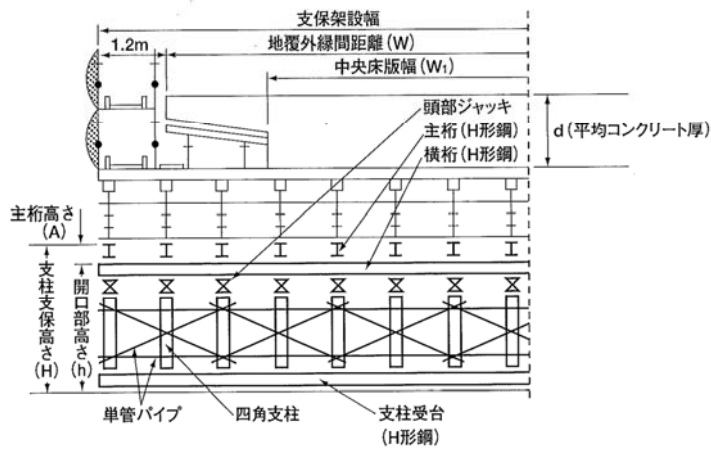 支保架設幅
1.2m
地覆外縁間距離(W)
中央床版幅(W₁)
頭部ジャッキ
主桁(H形鋼)
横桁(H形鋼)
d(平均コンクリート厚)
主桁高さ
(A)
支柱支保高さ(H)
開口部高さ(h)
単管パイプ
四角支柱
支柱受台
(H形鋼)